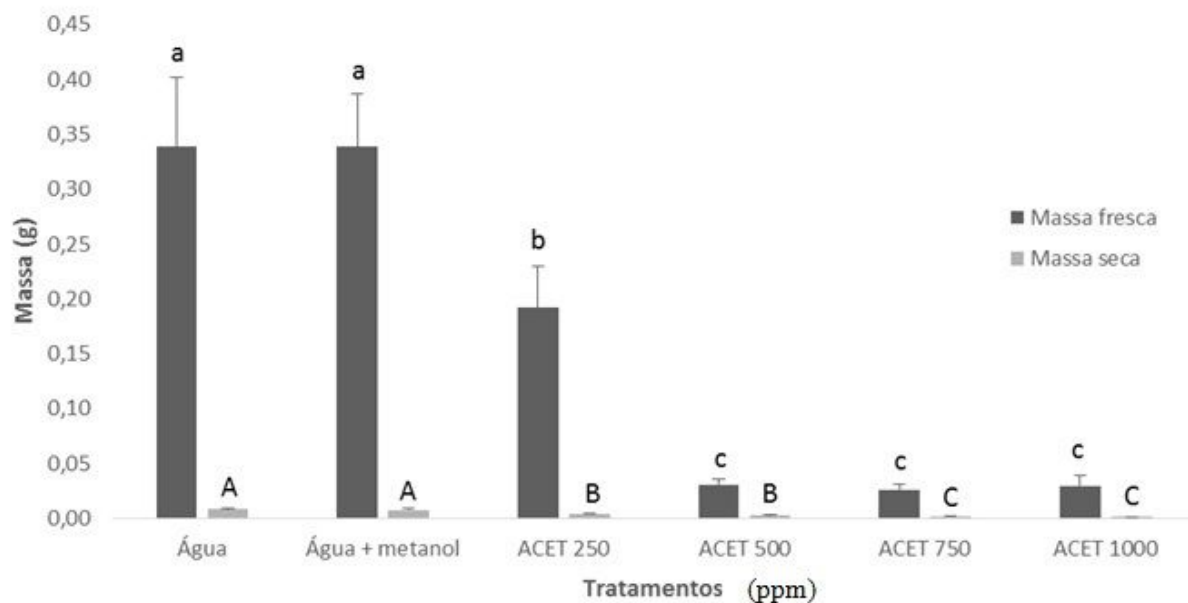 0,45
0,40
0,35
0,30
0,25
0,20
0,15
0,10
0,05
0,00
Massa (g)
a
a
b
c
c
c
A
A
B
B
C
C
Massa fresca
Massa seca
Água
Água + metanol
ACET 250
ACET 500
ACET 750
ACET 1000
Tratamentos (ppm)